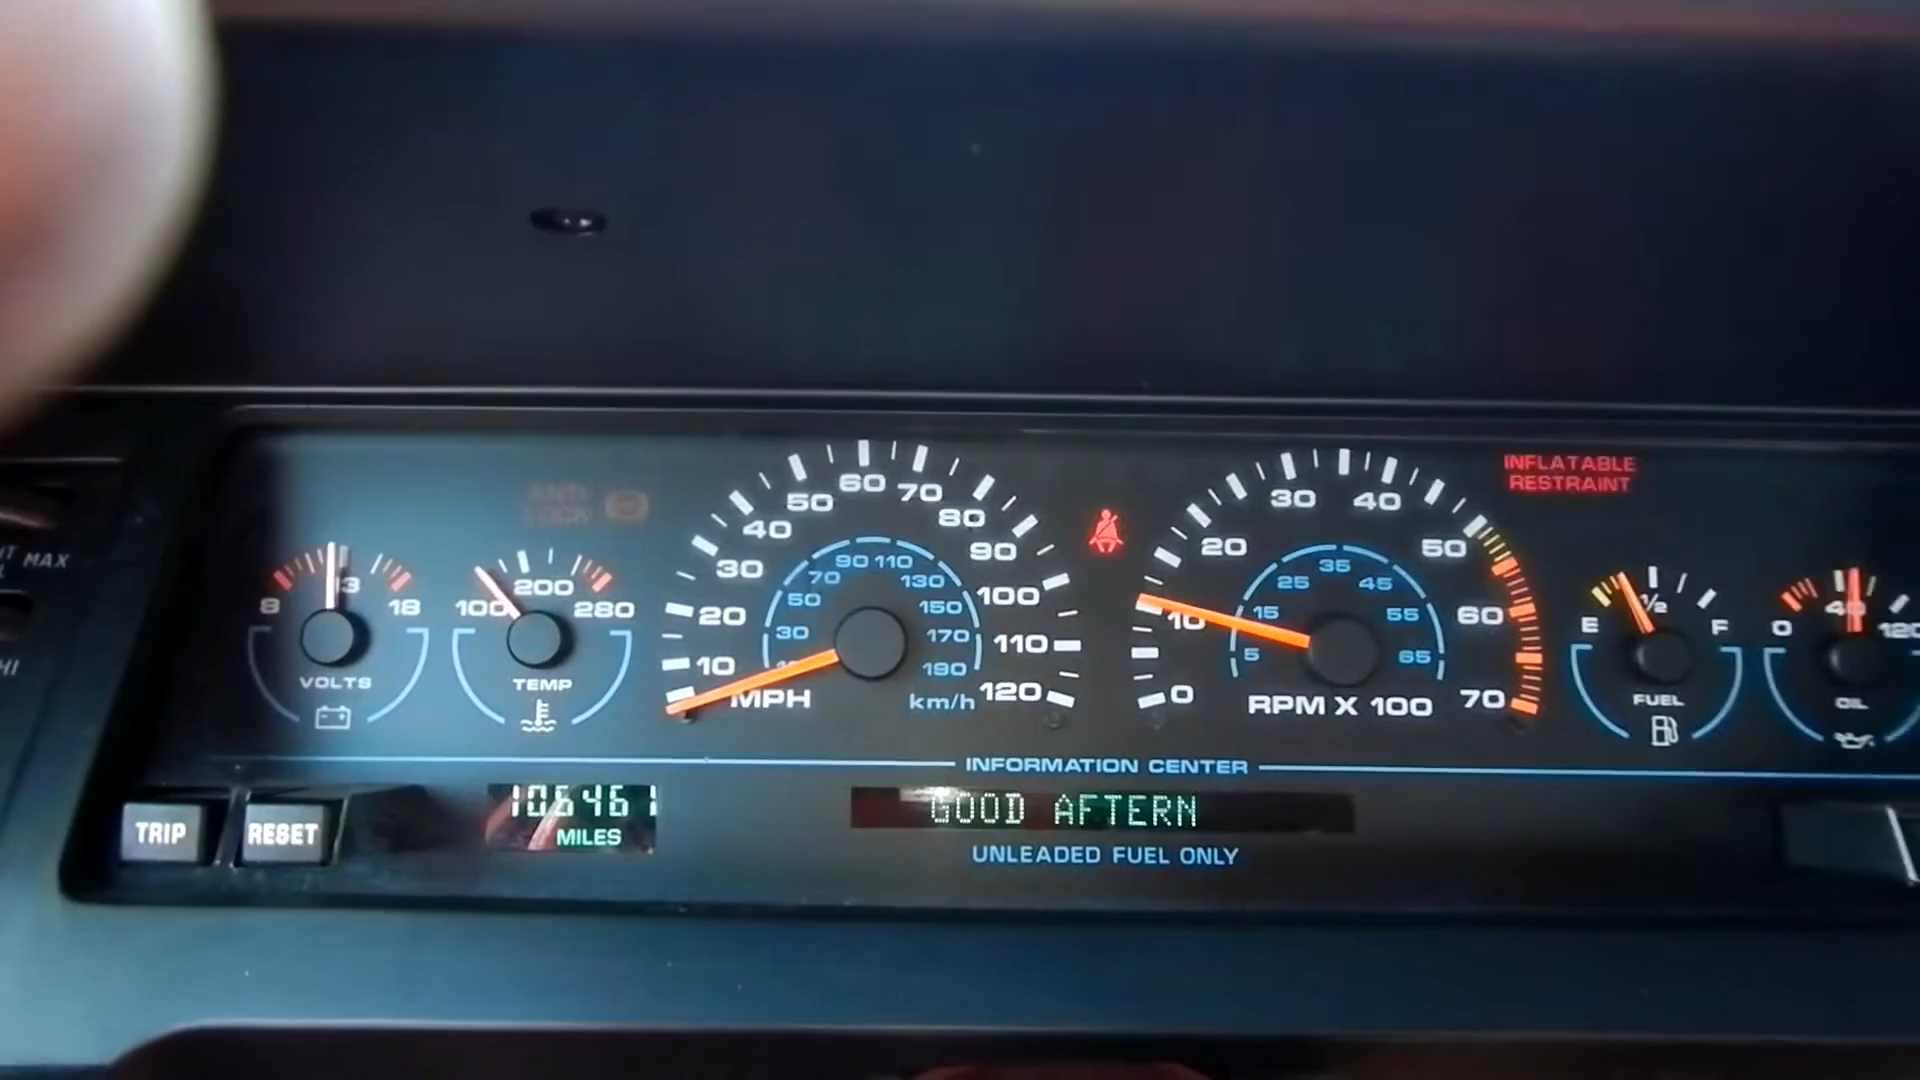 MAX
ANTI
LOCK
INFLATABLE
RESTRAINT
8 13 18
VOLTS
100 200 280
TEMP
10 20 30 40 50 60 70 80 90 100 110 120
30 50 70 90 110 130 150 170 190
MPH
km/h
0 10 20 30 40 50 60 70
5 15 25 35 45 55 65
RPM X 100
E ½ F
FUEL
0 40 120
OIL
INFORMATION CENTER
TRIP
RESET
106461
MILES
GOOD AFTERN
UNLEADED FUEL ONLY